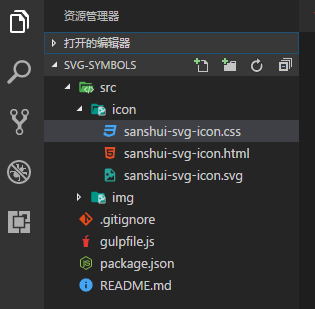 资源管理器
打开的编辑器
SVG-SYMBOLS
src
icon
sanshui-svg-icon.css
sanshui-svg-icon.html
sanshui-svg-icon.svg
img
.gitignore
gulpfile.js
package.json
README.md